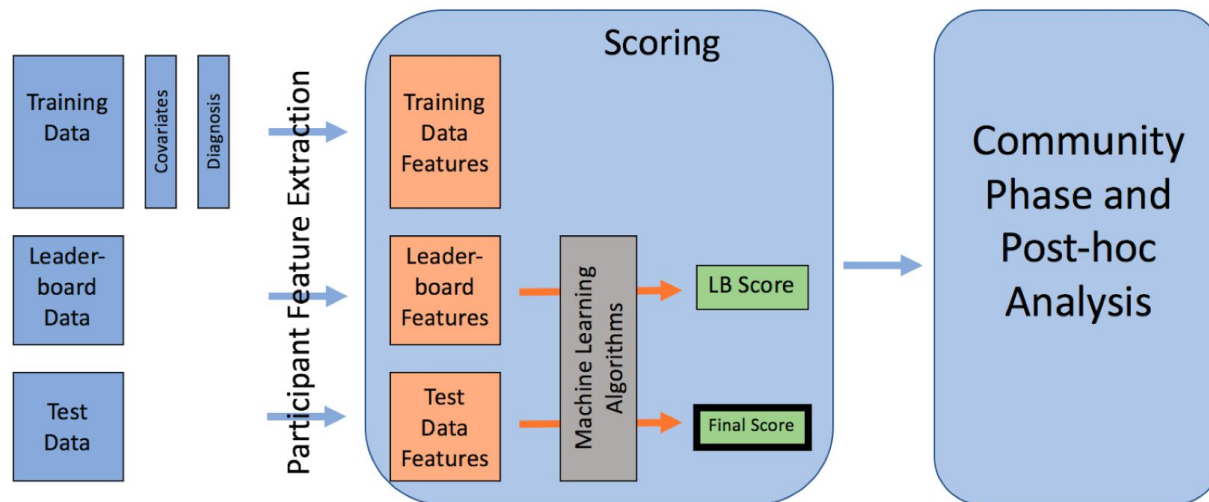 Training
Data
Covariates
Diagnosis
Leader-
board
Data
Test
Data
Participant Feature Extraction
Scoring
Training
Data
Features
Leader-
board
Features
Test
Data
Features
Machine Learning
Algorithms
LB Score
Final Score
Community
Phase and
Post-hoc
Analysis